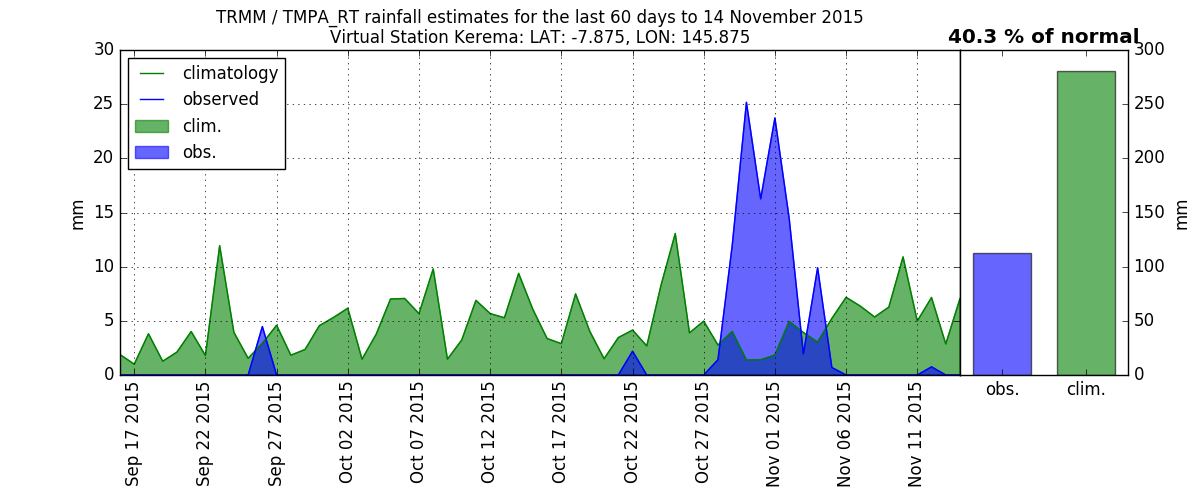 TRMM / TMPA_RT rainfall estimates for the last 60 days to 14 November 2015
Virtual Station Kerema: LAT: -7.875, LON: 145.875
40.3 % of normal
climatology
observed
clim.
obs.
30
25
20
15
10
5
0
mm
Sep 17 2015
Sep 22 2015
Sep 27 2015
Oct 02 2015
Oct 07 2015
Oct 12 2015
Oct 17 2015
Oct 22 2015
Oct 27 2015
Nov 01 2015
Nov 06 2015
Nov 11 2015
obs.
clim.
300
250
200
150
100
50
0
mm